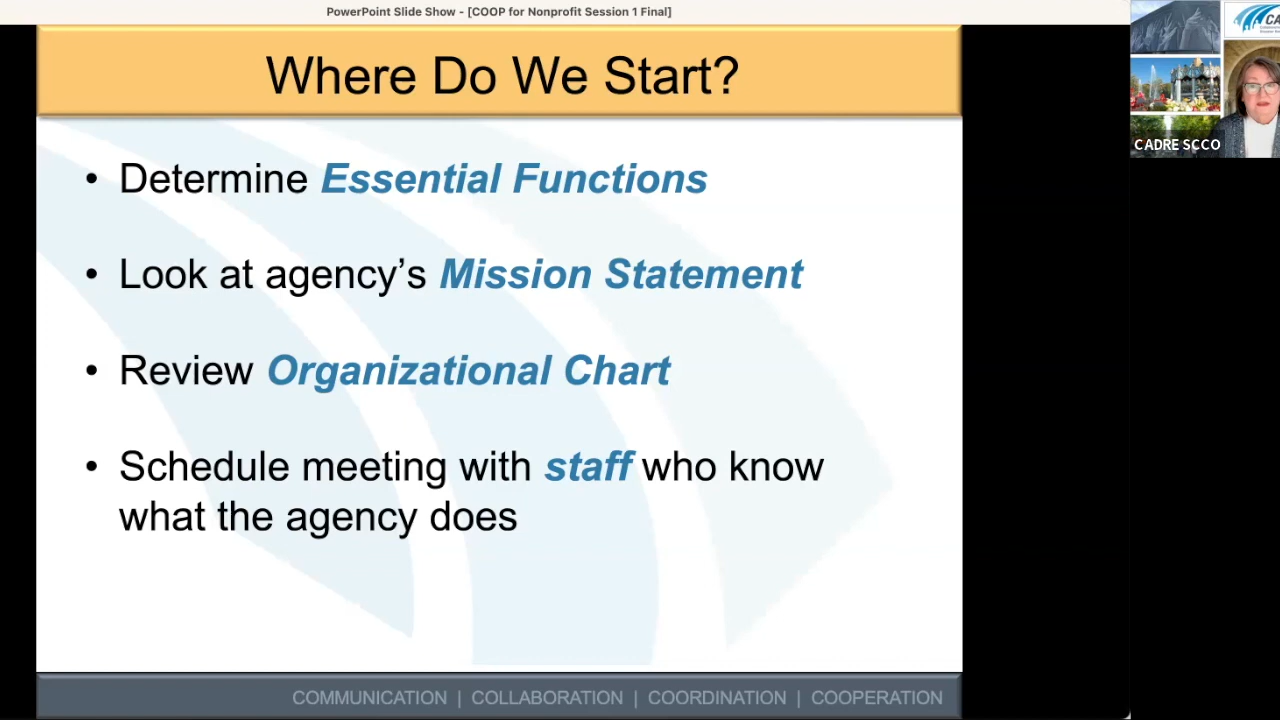 PowerPoint Slide Show - [COOP for Nonprofit Session 1 Final]
Where Do We Start?
• Determine Essential Functions
• Look at agency’s Mission Statement
• Review Organizational Chart
• Schedule meeting with staff who know
what the agency does
COMMUNICATION | COLLABORATION | COORDINATION | COOPERATION
CA
CADRE SCCO